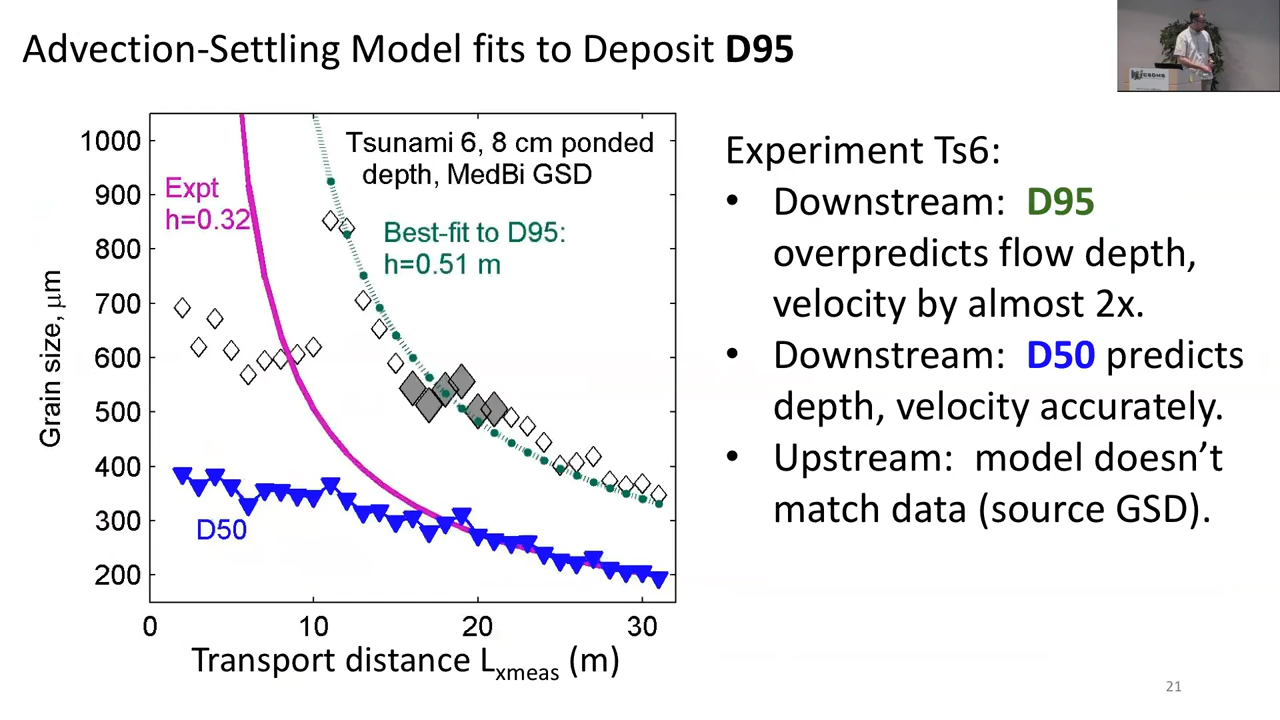 Advection-Settling Model fits to Deposit D95
CSDMS
1000
900
800
700
600
500
400
300
200
Grain size, μm
Tsunami 6, 8 cm ponded
depth, MedBi GSD
Expt
h=0.32
Best-fit to D95:
h=0.51 m
D50
0
10
20
30
Transport distance Lxmeas (m)
Experiment Ts6:
• Downstream: D95
overpredicts flow depth,
velocity by almost 2x.
• Downstream: D50 predicts
depth, velocity accurately.
• Upstream: model doesn't
match data (source GSD).
21